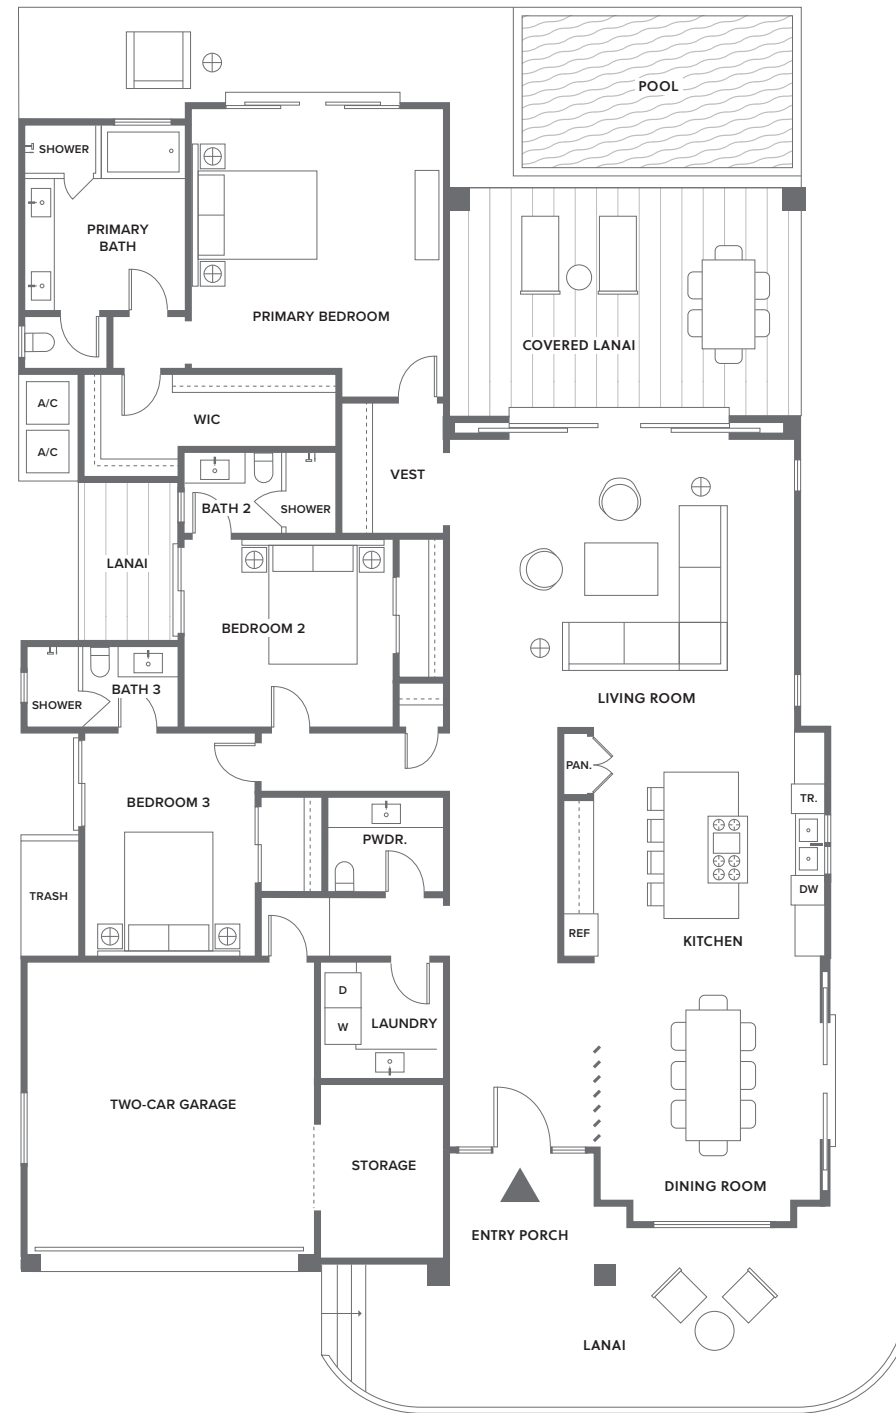 POOL
SHOWER
PRIMARY
BATH
PRIMARY BEDROOM
COVERED LANAI
A/C
A/C
WIC
VEST
BATH 2
SHOWER
LANAI
BEDROOM 2
BATH 3
SHOWER
LIVING ROOM
PAN.
TR.
BEDROOM 3
PWDR.
TRASH
DW
REF
KITCHEN
D
W
LAUNDRY
TWO-CAR GARAGE
STORAGE
DINING ROOM
ENTRY PORCH
LANAI